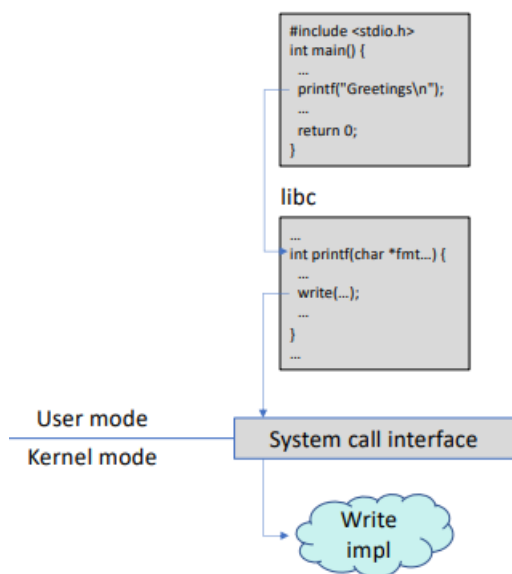 #include <stdio.h>
int main() {
...
printf("Greetings\n");
...
return 0;
}
libc
...
int printf(char *fmt...) {
...
write(...);
...
}
...
User mode
System call interface
Kernel mode
Write
impl